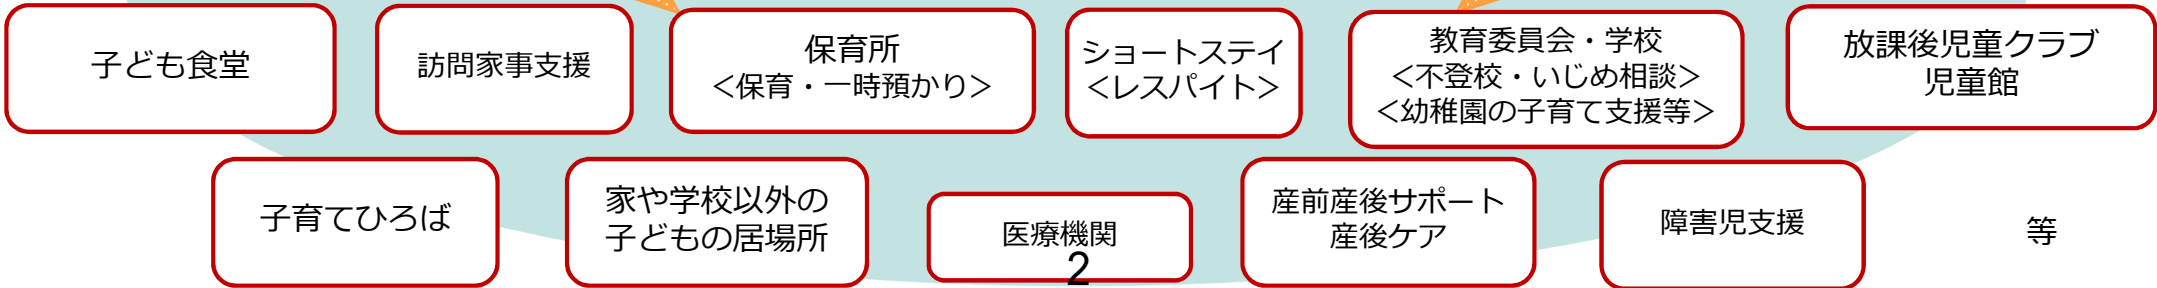 子ども食堂
訪問家事支援
保育所
<保育・一時預かり>
ショートステイ
<レスパイト>
教育委員会・学校
<不登校・いじめ相談>
<幼稚園の子育て支援等>
放課後児童クラブ
児童館
子育てひろば
家や学校以外の
子どもの居場所
医療機関
産前産後サポート
産後ケア
障害児支援
等
2